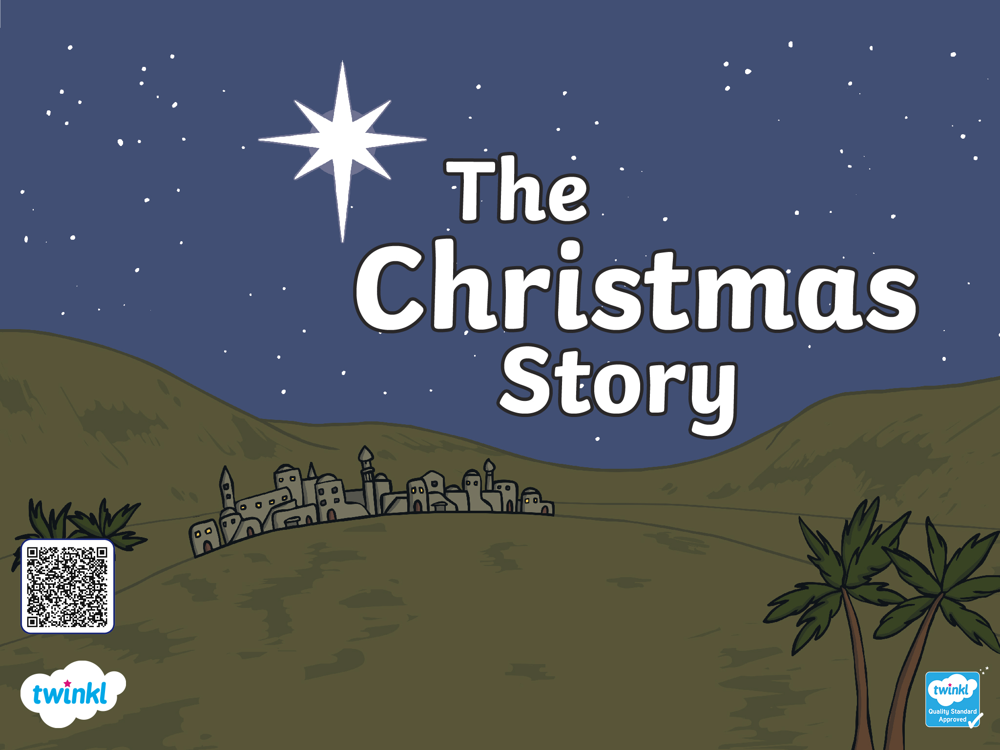 The
Christmas
Story
twinkl
twinkl
Quality Standard
Approved